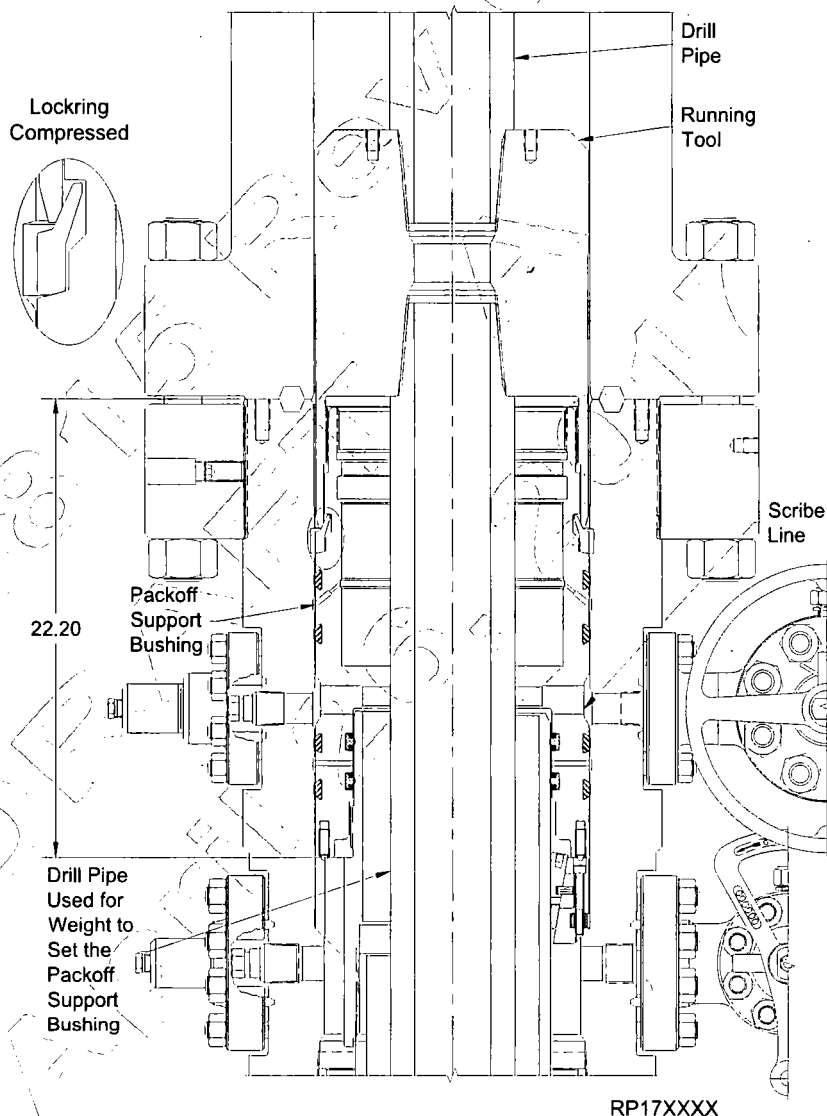 Drill
Pipe
Running
Tool
Lockring
Compressed
Scribe
Line
Packoff
Support
Bushing
22.20
Drill Pipe
Used for
Weight to
Set the
Packoff
Support
Bushing
RP17XXXX